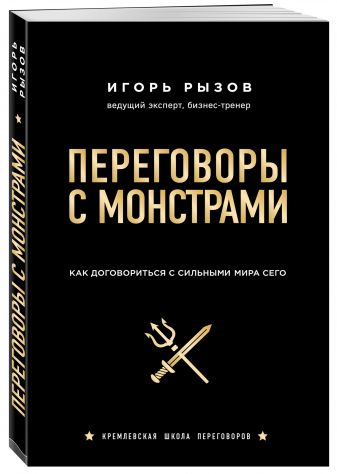 ИГОРЬ РЫЗОВ
ведущий эксперт, бизнес-тренер
ПЕРЕГОВОРЫ
С МОНСТРАМИ
КАК ДОГОВОРИТЬСЯ С СИЛЬНЫМИ МИРА СЕГО
КРЕМЛЕВСКАЯ ШКОЛА ПЕРЕГОВОРОВ
ИГОРЬ РЫЗОВ
ПЕРЕГОВОРЫ С МОНСТРАМИ